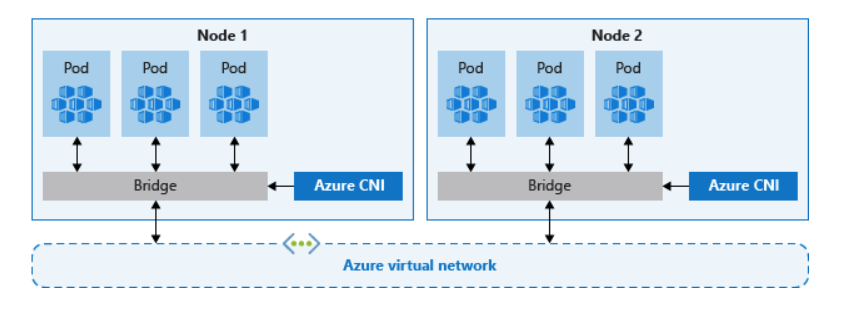 Node 1
Pod Pod Pod
Bridge
Azure CNI
Node 2
Pod Pod Pod
Bridge
Azure CNI
Azure virtual network